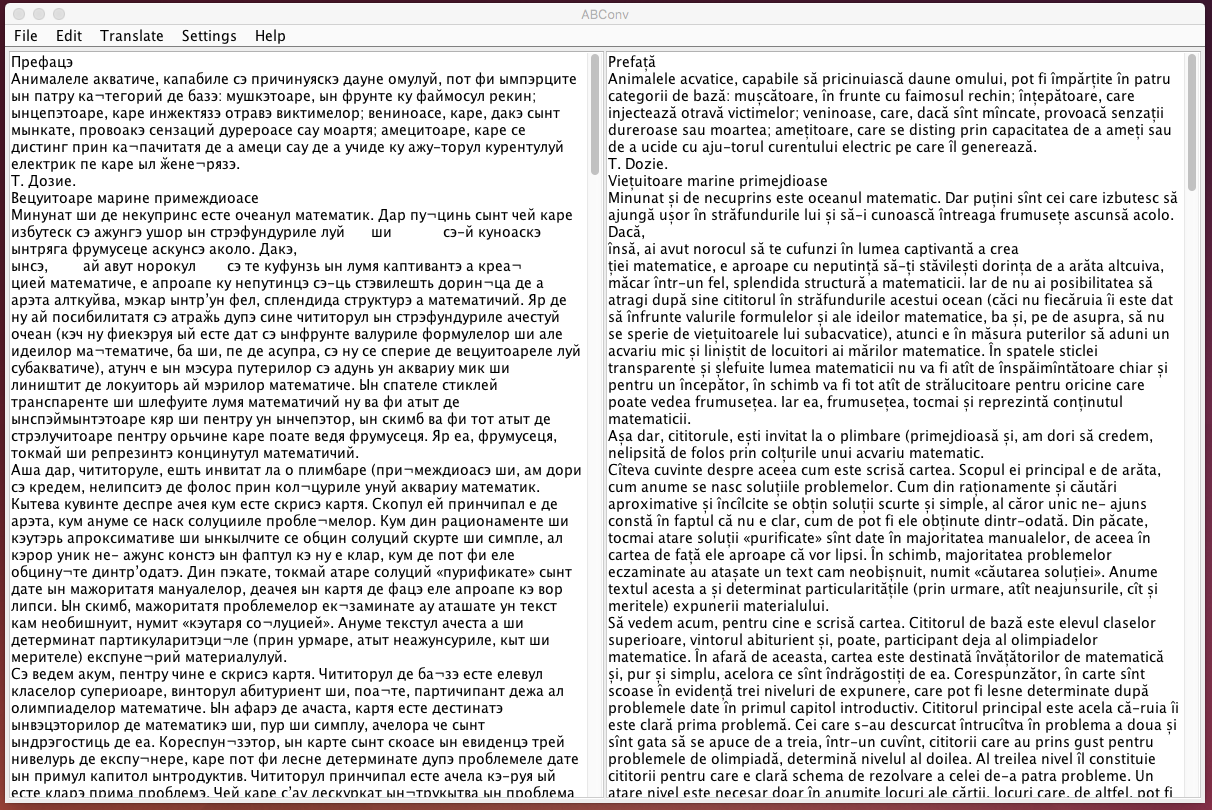 ABConv
File Edit Translate Settings Help
Префацэ
Анималеле акватиче, капабиле сэ причинуяскэ дауне омулуй, пот фи ымпэрците
ын патру ка¬тегорий де базэ: мушкэтоаре, ын фрунте ку файмосул рекин;
ынцепэтоаре, каре инжектязэ отравэ виктимелор; вениноасе, каре, дакэ сынт
мынкате, провоакэ сензаций дурероасе сау моартя; амецитоаре, каре се
дистинг прин ка¬пачитатя де а амеци сау де а учиде ку ажу-торул курентулуй
електрик пе каре ыл ӂене¬рязэ.
Т. Дозие.
Вецуитоаре марине примеждиоасе
Минунат ши де некупринс есте очеанул математик. Дар пу¬цинь сынт чей каре
избутеск сэ ажунгэ ушор ын стрэфундуриле луй ши сэ-й куноаскэ
ынтряга фрумусеце аскунсэ аколо. Дакэ,
ынсэ, ай авут норокул сэ те куфунзь ын лумя каптивантэ а креа¬
цией математиче, е апроапе ку непутинцэ сэ-ць стэвилешть дорин¬ца де а
арэта алткуйва, мэкар ынтр'ун фел, сплендида структурэ а математичий. Яр де
ну ай посибилитатя сэ атражь дупэ сине чититорул ын стрэфундуриле ачестуй
очеан (кэч ну фиекэруя ый есте дат сэ ынфрунте валуриле формулелор ши але
идеилор ма¬тематиче, ба ши, пе де асупра, сэ ну се сперие де вецуитоареле луй
субакватиче), атунч е ын мэсура путерилор сэ адунь ун аквариу мик ши
лиништит де локуиторь ай мэрилор математиче. Ын спателе стиклей
транспаренте ши шлефуите лумя математичий ну ва фи атыт де
ынспэймынтэтоаре кяр ши пентру ун ынчепэтор, ын скимб ва фи тот атыт де
стрэлучитоаре пентру орьчине каре поате ведя фрумусеця. Яр еа, фрумусеця,
токмай ши репрезинтэ концинутул математичий.
Аша дар, чититоруле, ешть инвитат ла о плимбаре (при¬междиоасэ ши, ам дори
сэ кредем, нелипситэ де фолос прин кол¬цуриле унуй аквариу математик.
Кытева кувинте деспре ачея кум есте скрисэ картя. Скопул ей принчипал е де
арэта, кум ануме се наск солуцииле пробле¬мелор. Кум дин рационаменте ши
кэутэрь апроксимативе ши ынкылчите се обцин солуций скурте ши симпле, ал
кэрор уник не- ажунс констэ ын фаптул кэ ну е клар, кум де пот фи еле
обцину¬те динтр'одатэ. Дин пэкате, токмай атаре солуций «пурификате» сынт
дате ын мажоритатя мануалелор, деачея ын картя де фацэ еле апроапе кэ вор
липси. Ын скимб, мажоритатя проблемелор ек¬заминате ау аташате ун текст
кам необишнуит, нумит «кэутаря со¬луцией». Ануме текстул ачеста а ши
детерминат партикуларитэци¬ле (прин урмаре, атыт неажунсуриле, кыт ши
мерителе) експуне¬рий материалулуй.
Сэ ведем акум, пентру чине е скрисэ картя. Чититорул де ба¬зэ есте елевул
класелор супериоаре, винторул абитуриент ши, поа¬те, партичипант дежа ал
олимпиаделор математиче. Ын афарэ де ачаста, картя есте дестинатэ
ынвэцэторилор де математикэ ши, пур ши симплу, ачелора че сынт
ындрэгостиць де еа. Кореспун¬зэтор, ын карте сынт скоасе ын евиденцэ трей
нивелурь де експу¬нере, каре пот фи лесне детерминате дупэ проблемеле дате
ын примул капитол ынтродуктив. Чититорул принчипал есте ачела кэ-руя ый
есте кларэ прима проблемэ. Чей каре с'ау дескуркат ын¬трукытва ын проблема
Prefață
Animalele acvatice, capabile să pricinuiască daune omului, pot fi împărțite în patru
categorii de bază: mușcătoare, în frunte cu faimosul rechin; înțepătoare, care
injectează otravă victimelor; veninoase, care, dacă sînt mîncate, provoacă senzații
dureroase sau moartea; amețitoare, care se disting prin capacitatea de a ameți sau
de a ucide cu aju-torul curentului electric pe care îl generează.
T. Dozie.
Viețuitoare marine primejdioase
Minunat și de necuprins este oceanul matematic. Dar puțini sînt cei care izbutesc să
ajungă ușor în străfundurile lui și să-i cunoască întreaga frumusețe ascunsă acolo.
Dacă,
însă, ai avut norocul să te cufunzi în lumea captivantă a crea
ției matematice, e aproape cu neputință să-ți stăvilești dorința de a arăta altcuiva,
măcar într-un fel, splendida structură a matematicii. Iar de nu ai posibilitatea să
atragi după sine cititorul în străfundurile acestui ocean (căci nu fiecăruia îi este dat
să înfrunte valurile formulelor și ale ideilor matematice, ba și, pe de asupra, să nu
se sperie de viețuitoarele lui subacvatice), atunci e în măsura puterilor să aduni un
acvariu mic și liniștit de locuitori ai mărilor matematice. În spatele sticlei
transparente și șlefuite lumea matematicii nu va fi atît de înspăimîntătoare chiar și
pentru un începător, în schimb va fi tot atît de strălucitoare pentru oricine care
poate vedea frumusețea. Iar ea, frumusețea, tocmai și reprezintă conținutul
matematicii.
Așa dar, cititorule, ești invitat la o plimbare (primejdioasă și, am dori să credem,
nelipsită de folos prin colțurile unui acvariu matematic.
Cîteva cuvinte despre aceea cum este scrisă cartea. Scopul ei principal e de arăta,
cum anume se nasc soluțiile problemelor. Cum din raționamente și căutări
aproximative și încîlcite se obțin soluții scurte și simple, al căror unic ne- ajuns
constă în faptul că nu e clar, cum de pot fi ele obținute dintr-odată. Din păcate,
tocmai atare soluții «purificate» sînt date în majoritatea manualelor, de aceea în
cartea de față ele aproape că vor lipsi. În schimb, majoritatea problemelor
eczaminate au atașate un text cam neobișnuit, numit «căutarea soluției». Anume
textul acesta a și determinat particularitățile (prin urmare, atît neajunsurile, cît și
meritele) expunerii materialului.
Să vedem acum, pentru cine e scrisă cartea. Cititorul de bază este elevul claselor
superioare, vintorul abiturient și, poate, participant deja al olimpiadelor
matematice. În afară de aceasta, cartea este destinată învățătorilor de matematică
și, pur și simplu, acelora ce sînt îndrăgostiți de ea. Corespunzător, în carte sînt
scoase în evidență trei niveluri de expunere, care pot fi lesne determinate după
problemele date în primul capitol introductiv. Cititorul principal este acela că-ruia îi
este clară prima problemă. Cei care s-au descurcat întrucîtva în problema a doua și
sînt gata să se apuce de a treia, într-un cuvînt, cititorii care au prins gust pentru
problemele de olimpiadă, determină nivelul al doilea. Al treilea nivel îl constituie
cititorii pentru care e clară schema de rezolvare a celei de-a patra probleme. Un
atare nivel este necesar doar în anumite locuri ale cărții, locuri care, de altfel, pot fi